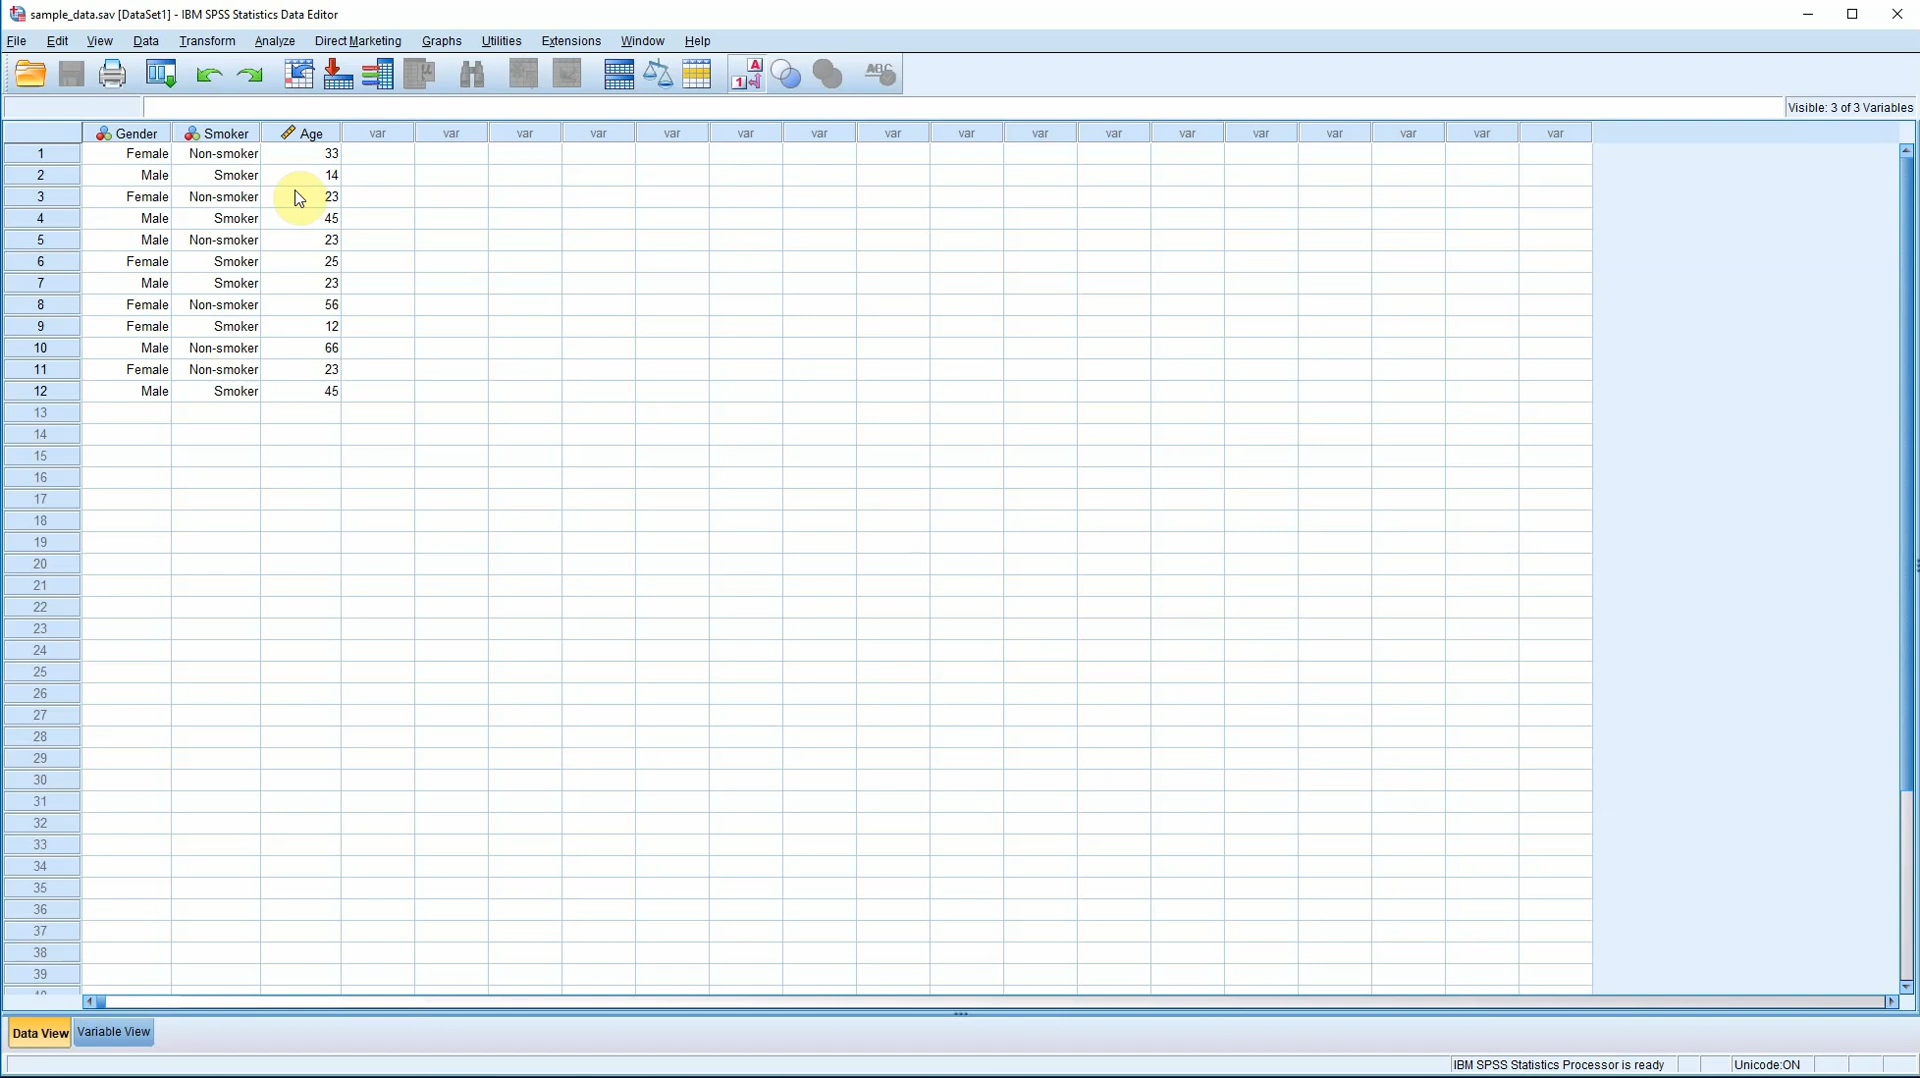 sample_data.sav [DataSet1] - IBM SPSS Statistics Data Editor
File Edit View Data Transform Analyze Direct Marketing Graphs Utilities Extensions Window Help
A
1
ABC
Visible: 3 of 3 Variables
Gender Smoker Age var var var var var var var var var var var var var var var var var
1 Female Non-smoker 33
2 Male Smoker 14
3 Female Non-smoker 23
4 Male Smoker 45
5 Male Non-smoker 23
6 Female Smoker 25
7 Male Smoker 23
8 Female Non-smoker 56
9 Female Smoker 12
10 Male Non-smoker 66
11 Female Non-smoker 23
12 Male Smoker 45
13
14
15
16
17
18
19
20
21
22
23
24
25
26
27
28
29
30
31
32
33
34
35
36
37
38
39
40
Data View Variable View
IBM SPSS Statistics Processor is ready Unicode:ON